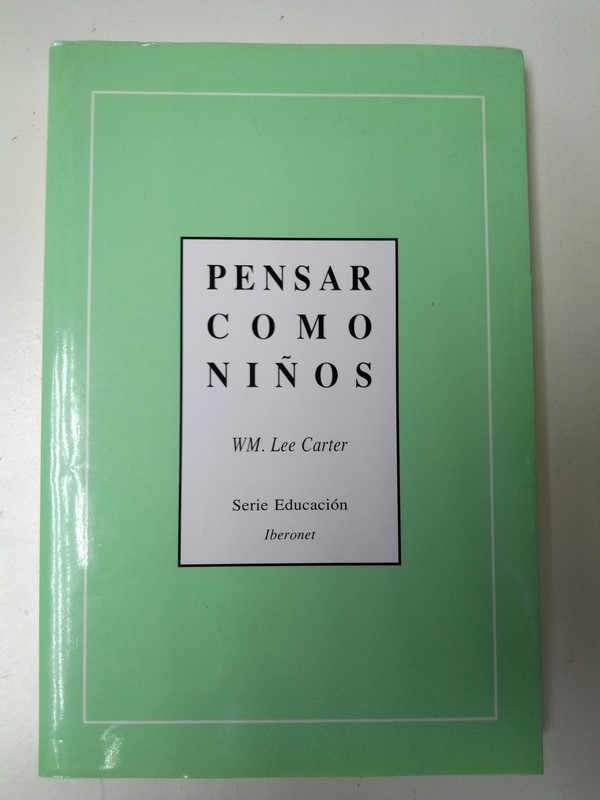 PENSAR
COMO
NIÑOS
WM. Lee Carter
Serie Educación
Iberonet